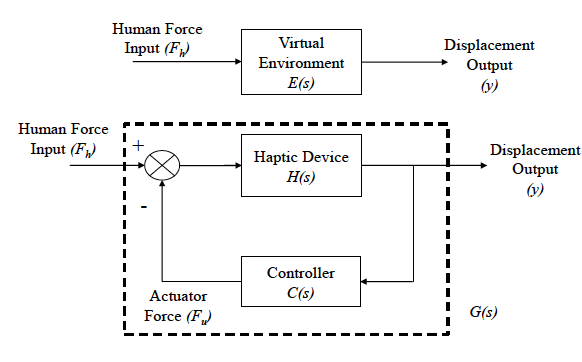 Human Force
Input (Fh)
Virtual
Environment
E(s)
Displacement
Output
(y)
Human Force
Input (Fh)
+
-
Haptic Device
H(s)
Displacement
Output
(y)
Controller
C(s)
Actuator
Force (Fu)
G(s)